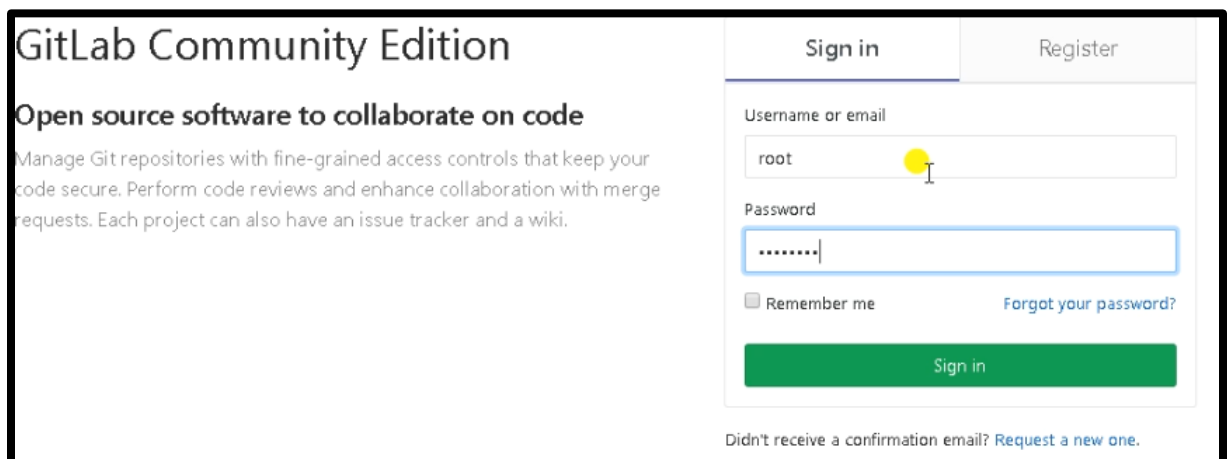 GitLab Community Edition
Open source software to collaborate on code
Manage Git repositories with fine-grained access controls that keep your
code secure. Perform code reviews and enhance collaboration with merge
requests. Each project can also have an issue tracker and a wiki.
Sign in
Register
Username or email
root
Password
••••••••
Remember me
Forgot your password?
Sign in
Didn't receive a confirmation email? Request a new one.